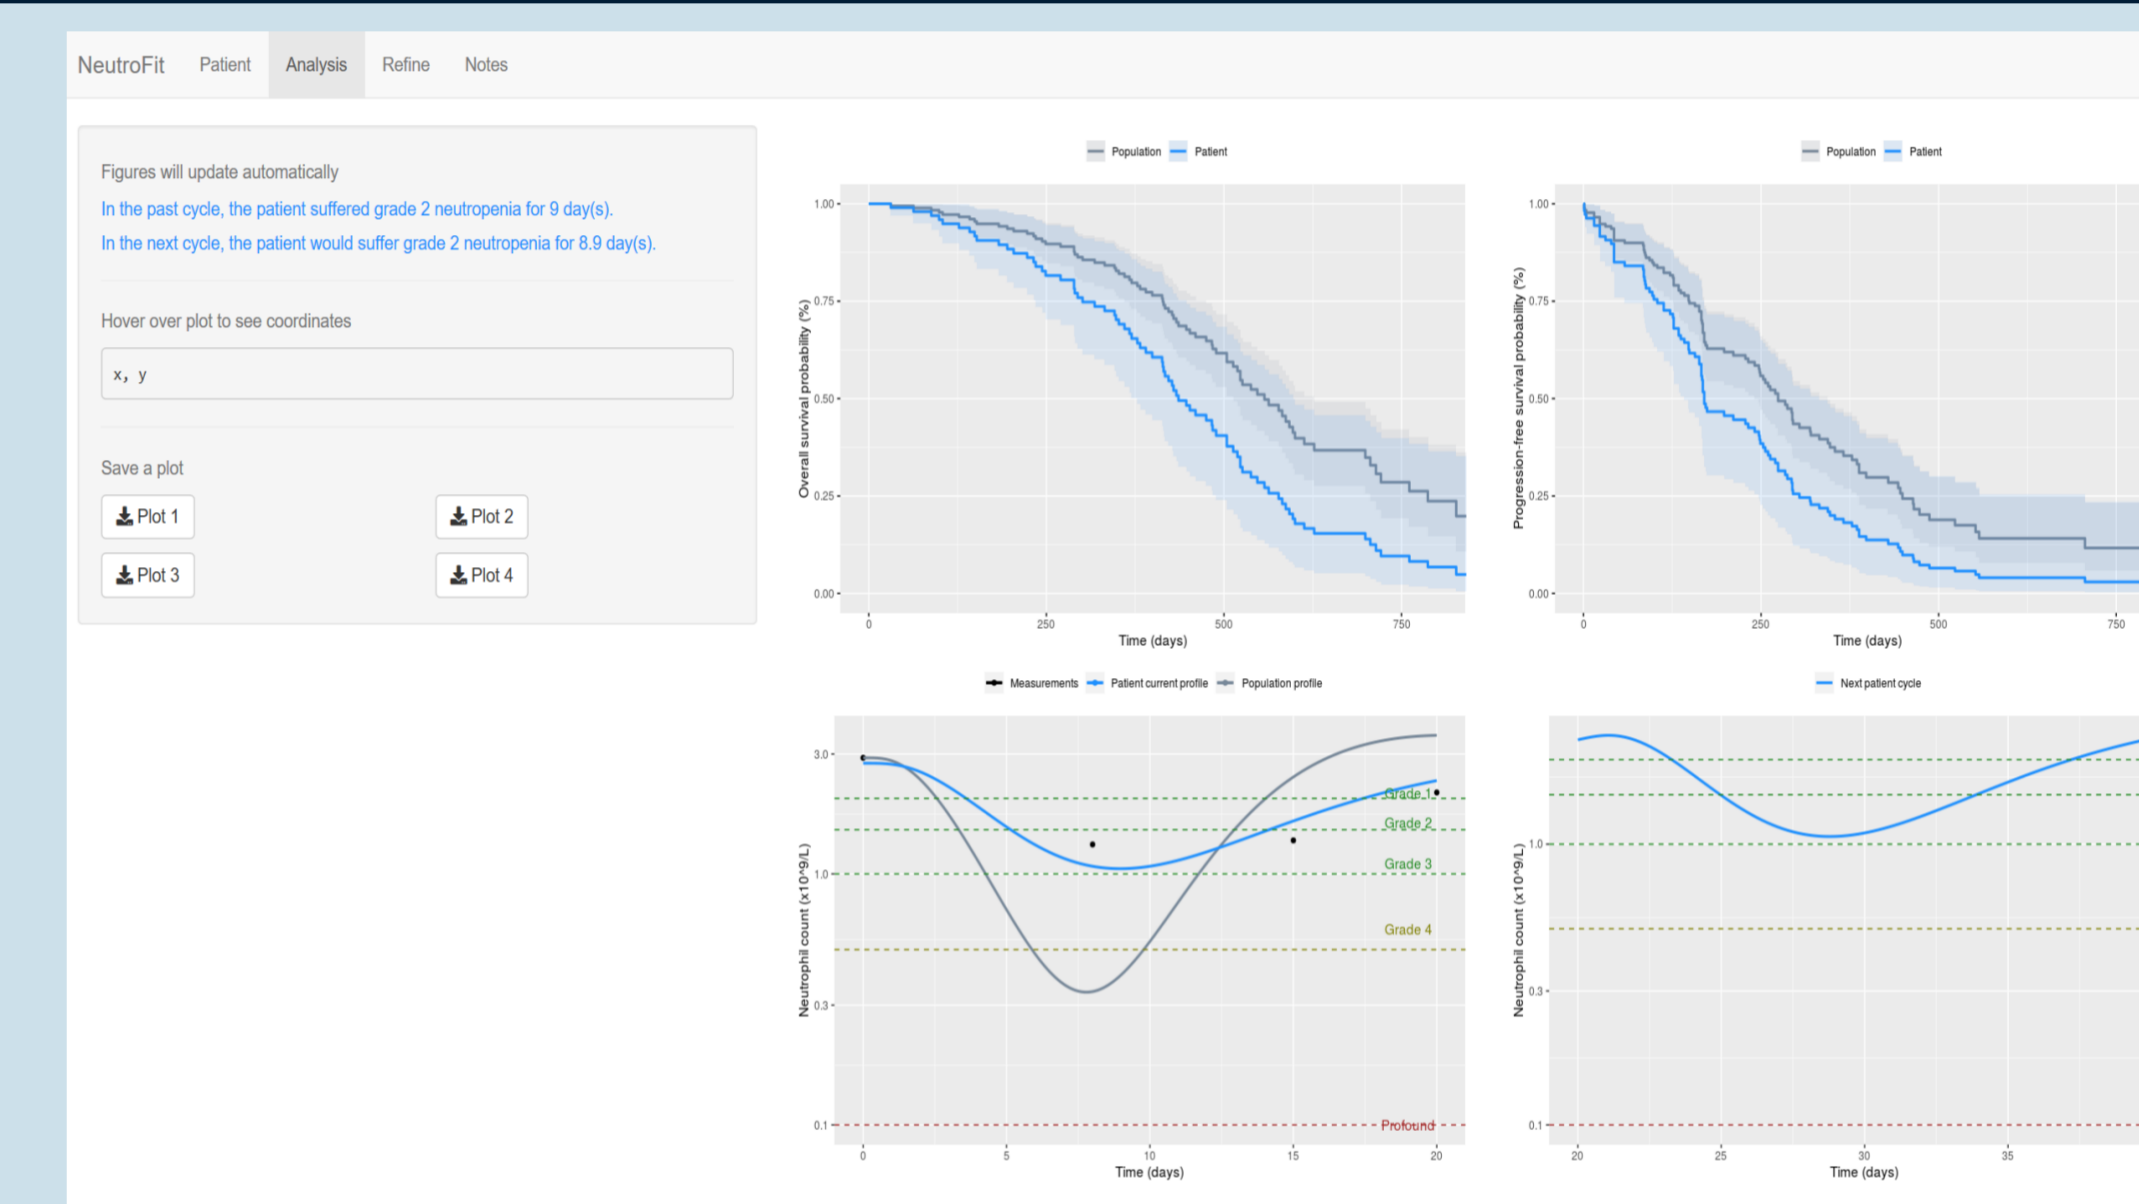 NeutroFit Patient Analysis Refine Notes
Figures will update automatically
In the past cycle, the patient suffered grade 2 neutropenia for 9 day(s).
In the next cycle, the patient would suffer grade 2 neutropenia for 8.9 day(s).
Hover over plot to see coordinates
x, y
Save a plot
Plot 1 Plot 2
Plot 3 Plot 4
Population Patient
Overall survival probability (%)
1.00
0.75
0.50
0.25
0.00
0 250 500 750
Time (days)
Population Patient
Progression-free survival probability (%)
1.00
0.75
0.50
0.25
0.00
0 250 500 750
Time (days)
Measurements Patient current profile Population profile
Neutrophil count (x10^9/L)
3.0
1.0
0.3
0.1
Grade 1
Grade 2
Grade 3
Grade 4
Profound
0 5 10 15 20
Time (days)
Next patient cycle
Neutrophil count (x10^9/L)
1.0
0.3
0.1
20 25 30 35
Time (days)